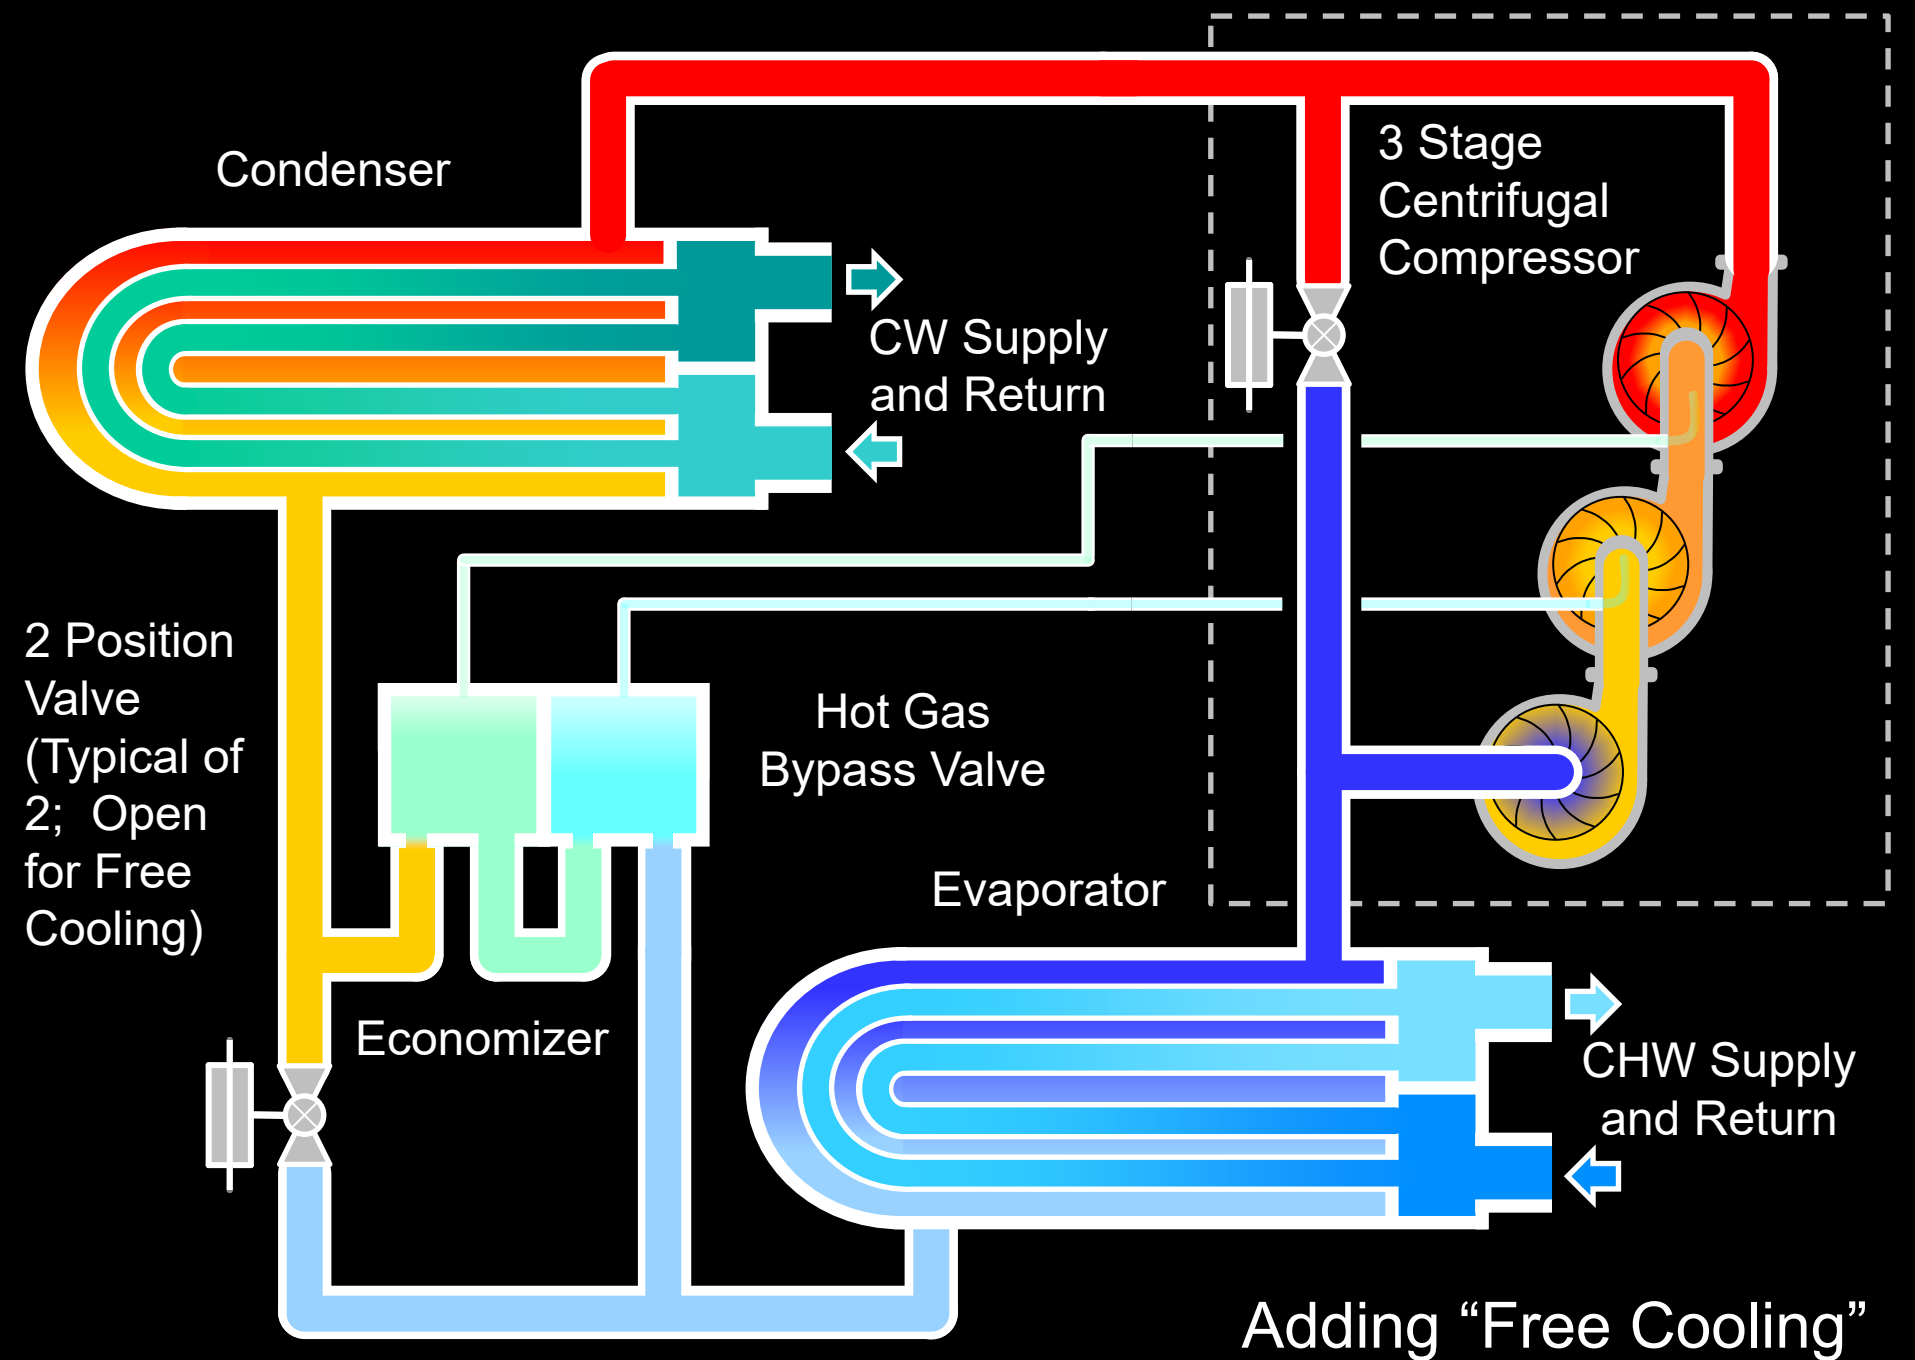 3 Stage
Centrifugal
Compressor
Condenser
CW Supply
and Return
2 Position
Valve
(Typical of
2;  Open
for Free
Cooling)
Hot Gas
Bypass Valve
Evaporator
Economizer
CHW Supply
and Return
Adding “Free Cooling”